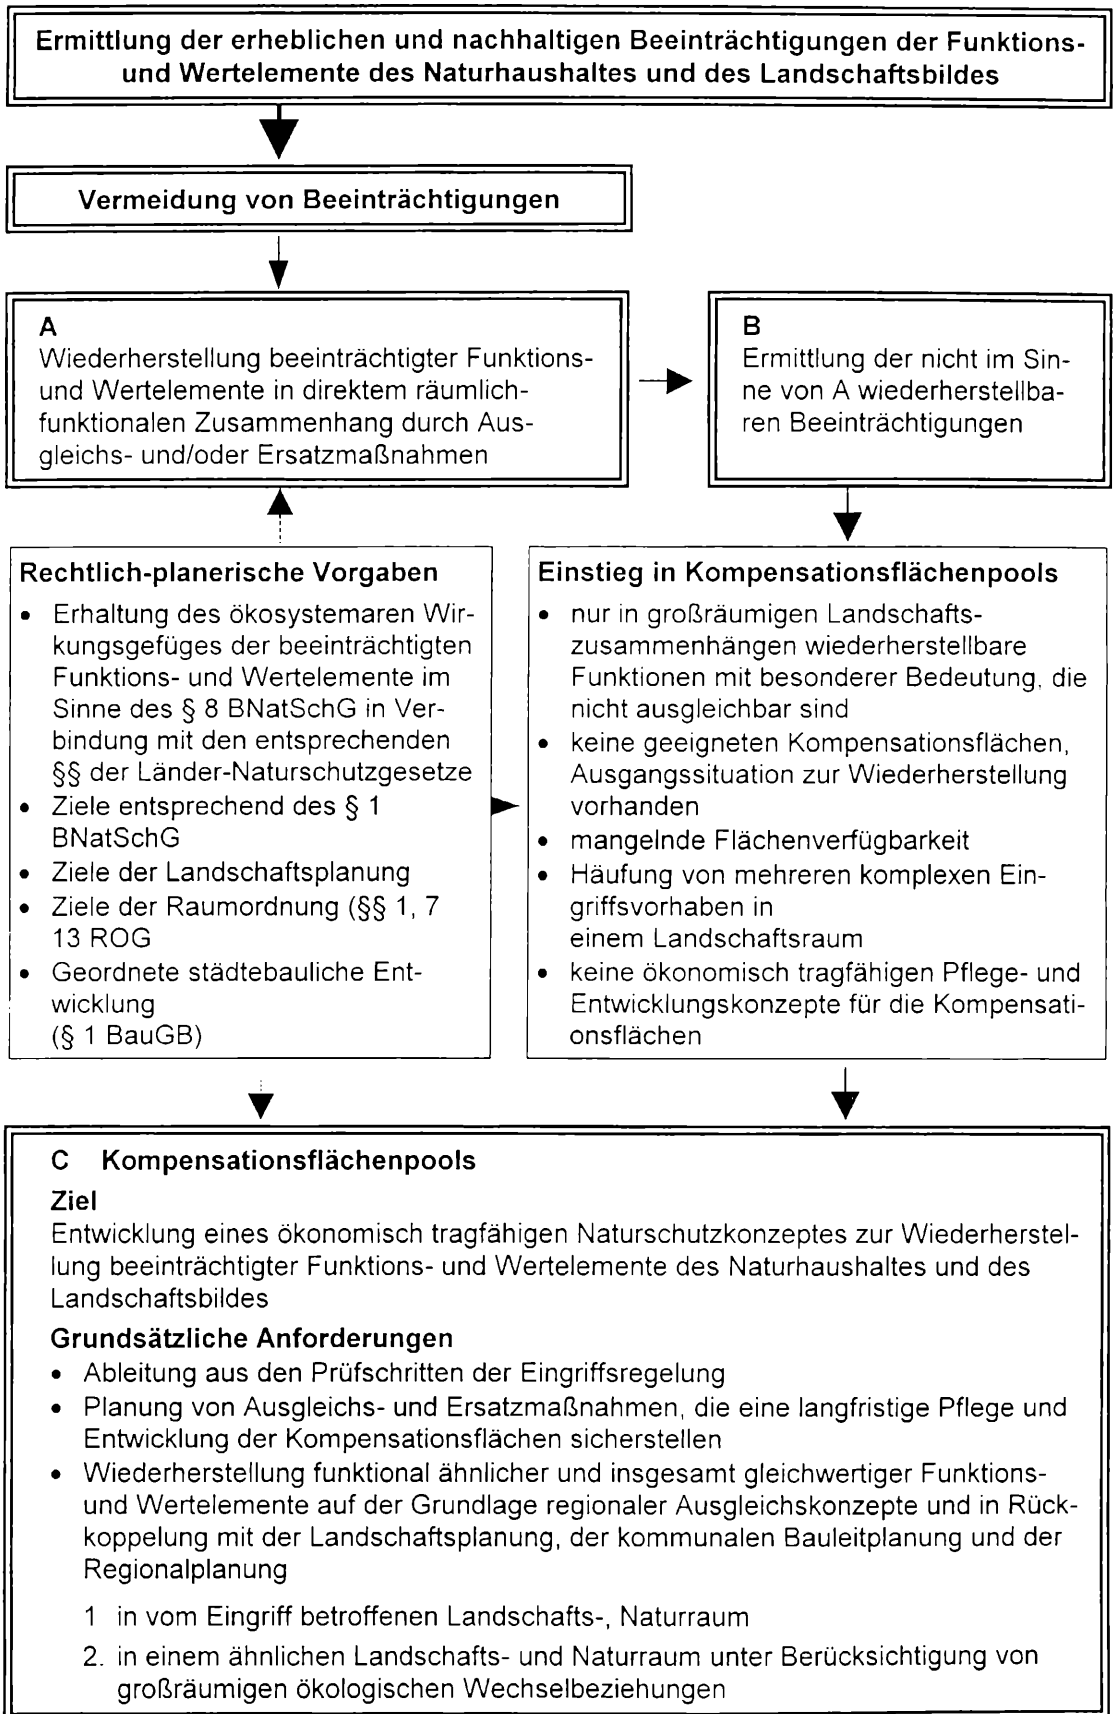 Ermittlung der erheblichen und nachhaltigen Beeinträchtigungen der Funktions-
und Wertelemente des Naturhaushaltes und des Landschaftsbildes
Vermeidung von Beeinträchtigungen
A
Wiederherstellung beeinträchtigter Funktions-
und Wertelemente in direktem räumlich-
funktionalen Zusammenhang durch Aus-
gleichs- und/oder Ersatzmaßnahmen
B
Ermittlung der nicht im Sin-
ne von A wiederherstellba-
ren Beeinträchtigungen
Rechtlich-planerische Vorgaben
• Erhaltung des ökosystemaren Wir-
kungsgefüges der beeinträchtigten
Funktions- und Wertelemente im
Sinne des § 8 BNatSchG in Ver-
bindung mit den entsprechenden
§§ der Länder-Naturschutzgesetze
• Ziele entsprechend des § 1
BNatSchG
• Ziele der Landschaftsplanung
• Ziele der Raumordnung (§§ 1, 7
13 ROG
• Geordnete städtebauliche Ent-
wicklung
(§ 1 BauGB)
Einstieg in Kompensationsflächenpools
• nur in großräumigen Landschafts-
zusammenhängen wiederherstellbare
Funktionen mit besonderer Bedeutung, die
nicht ausgleichbar sind
• keine geeigneten Kompensationsflächen,
Ausgangssituation zur Wiederherstellung
vorhanden
• mangelnde Flächenverfügbarkeit
• Häufung von mehreren komplexen Ein-
griffsvorhaben in
einem Landschaftsraum
• keine ökonomisch tragfähigen Pflege- und
Entwicklungskonzepte für die Kompensati-
onsflächen
C Kompensationsflächenpools
Ziel
Entwicklung eines ökonomisch tragfähigen Naturschutzkonzeptes zur Wiederherstel-
lung beeinträchtigter Funktions- und Wertelemente des Naturhaushaltes und des
Landschaftsbildes
Grundsätzliche Anforderungen
• Ableitung aus den Prüfschritten der Eingriffsregelung
• Planung von Ausgleichs- und Ersatzmaßnahmen, die eine langfristige Pflege und
Entwicklung der Kompensationsflächen sicherstellen
• Wiederherstellung funktional ähnlicher und insgesamt gleichwertiger Funktions-
und Wertelemente auf der Grundlage regionaler Ausgleichskonzepte und in Rück-
koppelung mit der Landschaftsplanung, der kommunalen Bauleitplanung und der
Regionalplanung
1 in vom Eingriff betroffenen Landschafts-, Naturraum
2. in einem ähnlichen Landschafts- und Naturraum unter Berücksichtigung von
großräumigen ökologischen Wechselbeziehungen